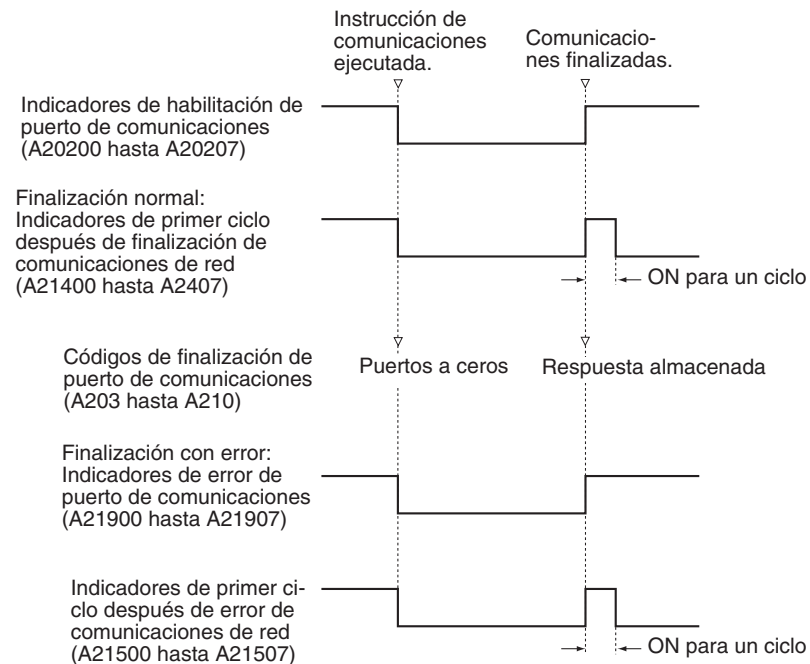 Instrucción de
comunicaciones
ejecutada.
Comunicacio-
nes finalizadas.
Indicadores de habilitación de
puerto de comunicaciones
(A20200 hasta A20207)
Finalización normal:
Indicadores de primer ciclo
después de finalización de
comunicaciones de red
(A21400 hasta A2407)
ON para un ciclo
Códigos de finalización de
puerto de comunicaciones
(A203 hasta A210)
Puertos a ceros
Respuesta almacenada
Finalización con error:
Indicadores de error de
puerto de comunicaciones
(A21900 hasta A21907)
Indicadores de primer ci-
clo después de error de
comunicaciones de red
(A21500 hasta A21507)
ON para un ciclo